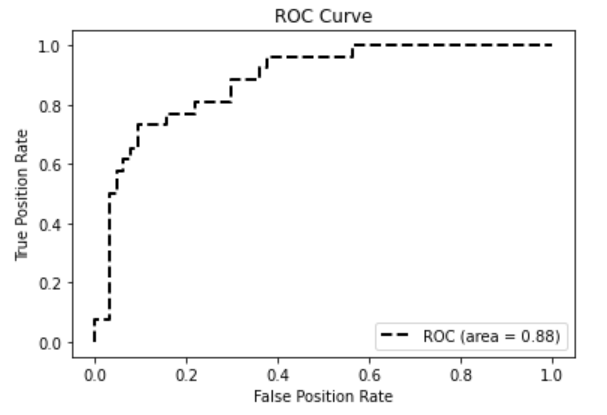 ROC Curve
True Position Rate
1.0
0.8
0.6
0.4
0.2
0.0
ROC (area = 0.88)
0.0 0.2 0.4 0.6 0.8 1.0
False Position Rate